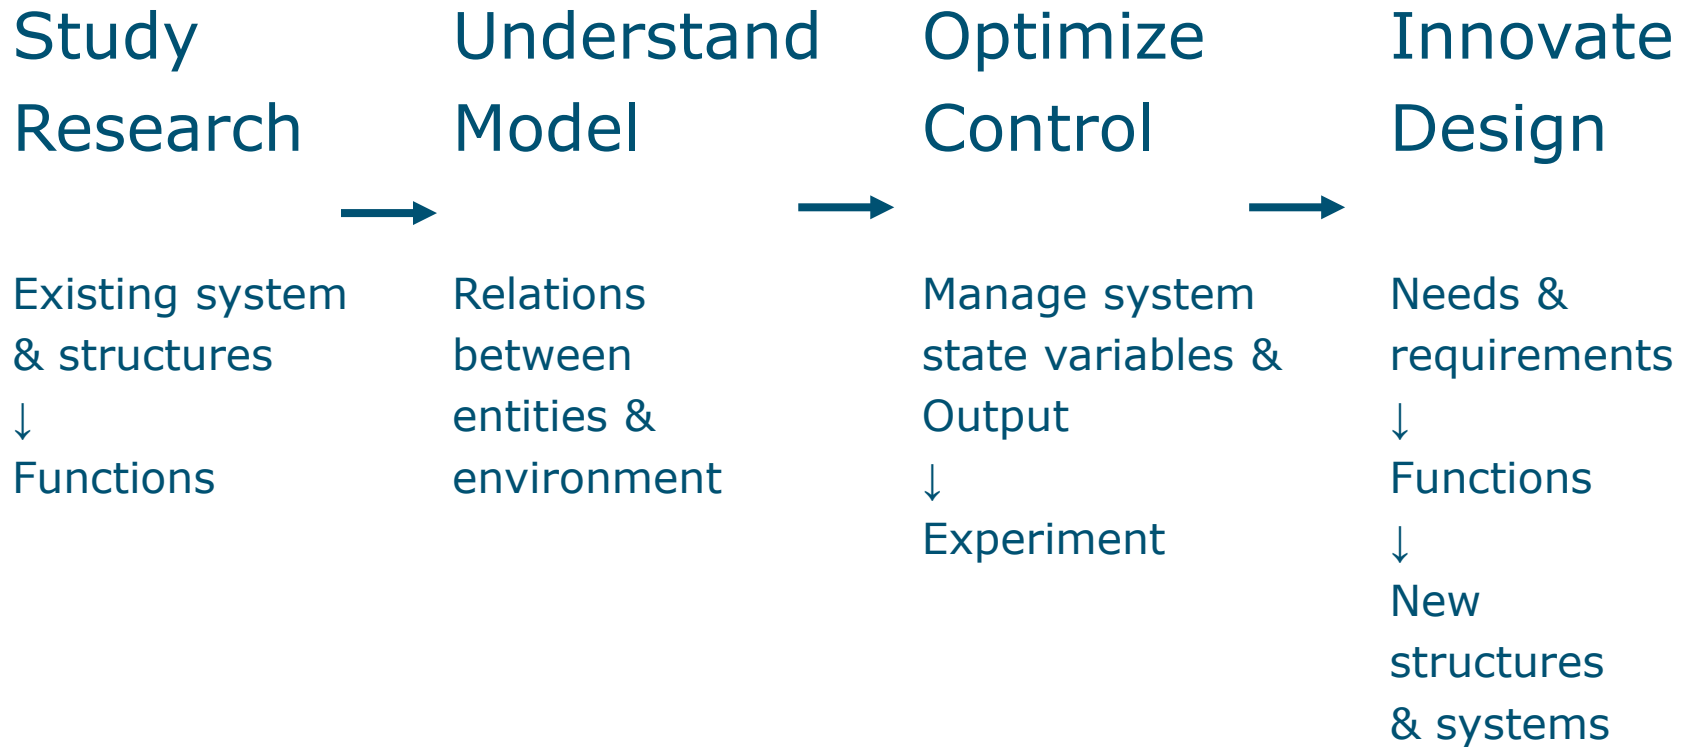 Study
Research
Existing system
& structures
↓
Functions
Understand
Model
Relations
between
entities &
environment
Optimize
Control
Manage system
state variables &
Output
↓
Experiment
Innovate
Design
Needs &
requirements
↓
Functions
↓
New
structures
& systems